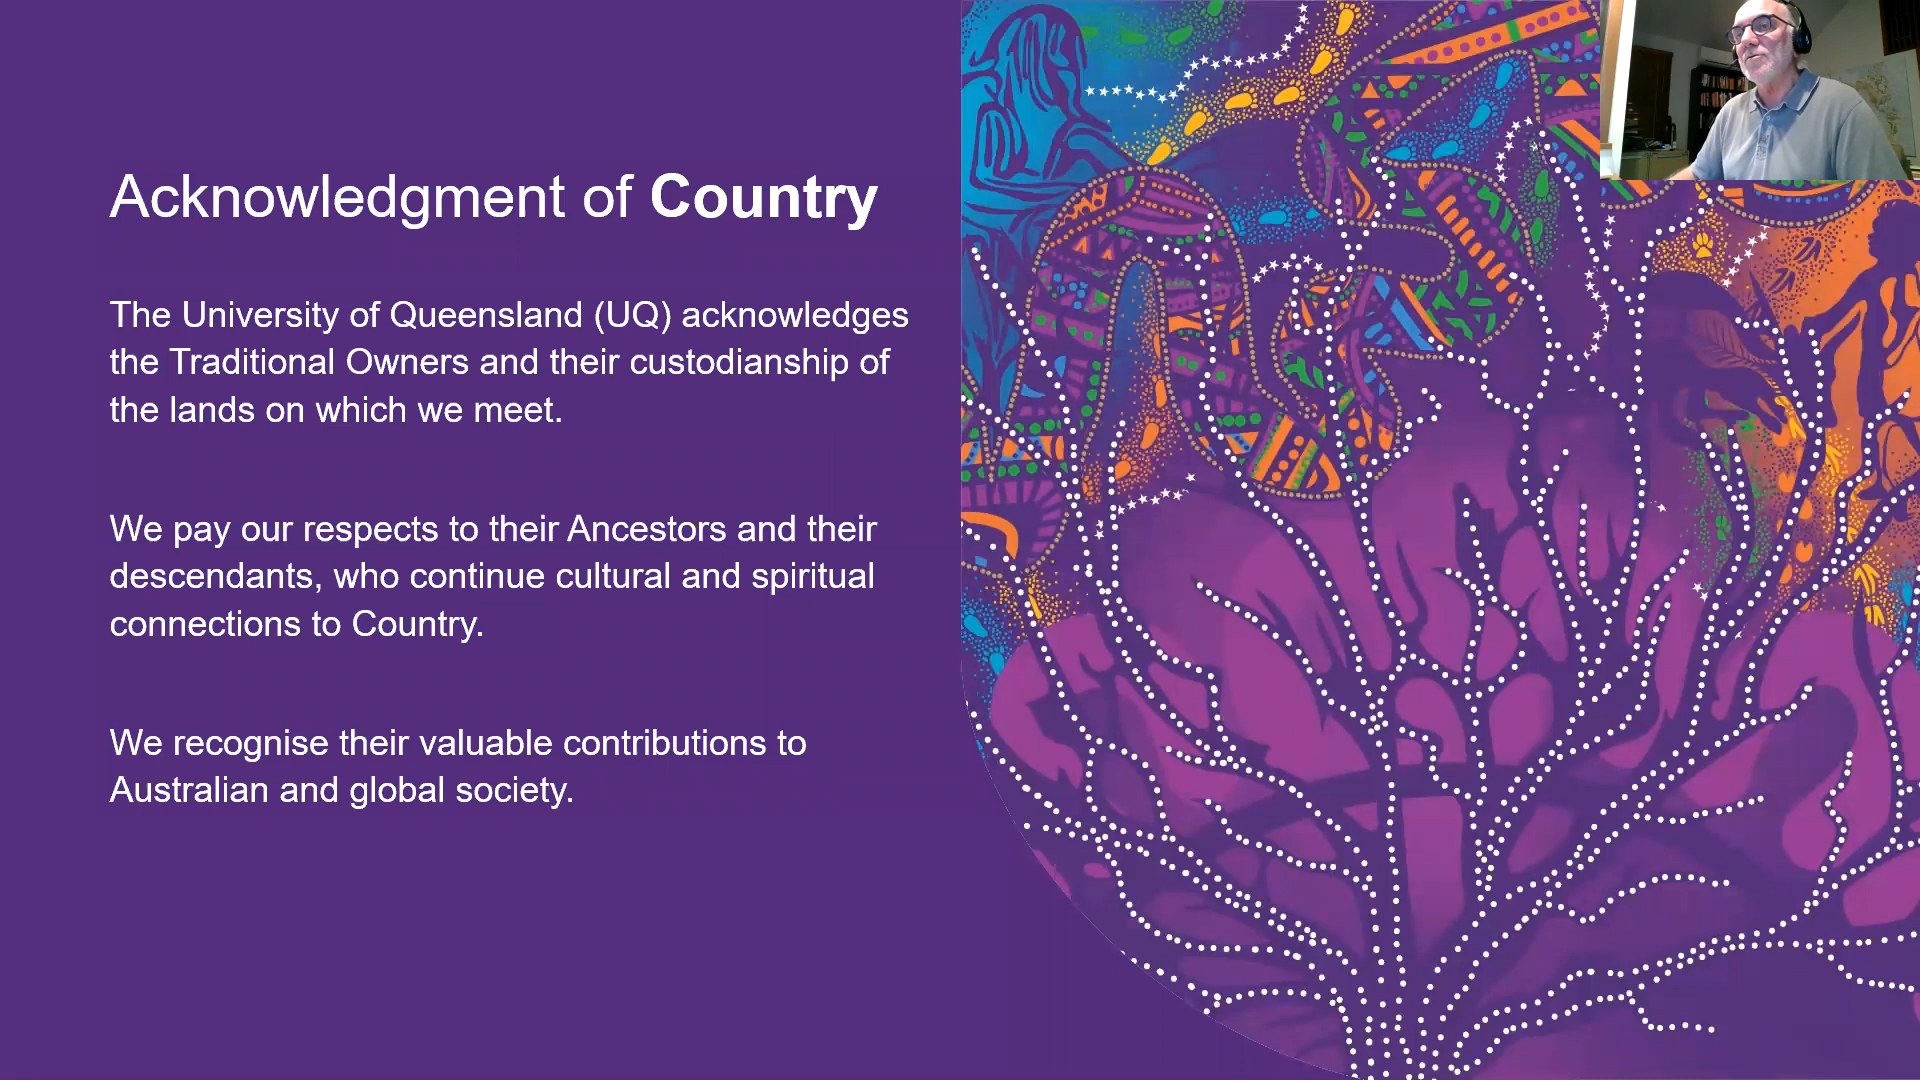 Acknowledgment of Country
The University of Queensland (UQ) acknowledges
the Traditional Owners and their custodianship of
the lands on which we meet.
We pay our respects to their Ancestors and their
descendants, who continue cultural and spiritual
connections to Country.
We recognise their valuable contributions to
Australian and global society.